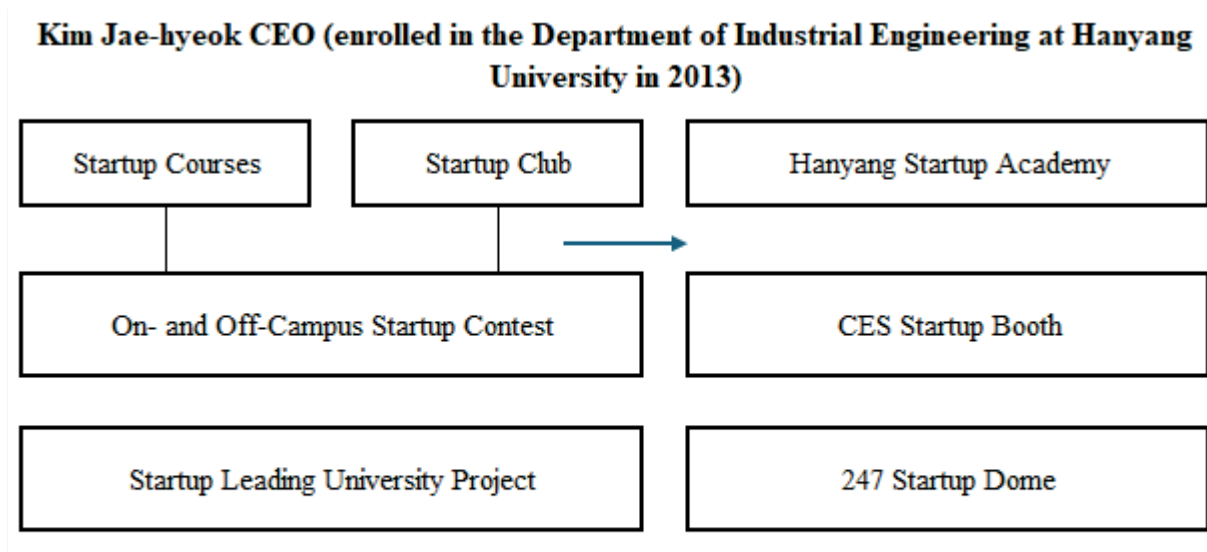 Kim Jae-hyeok CEO (enrolled in the Department of Industrial Engineering at Hanyang
University in 2013)
Startup Courses
Startup Club
Hanyang Startup Academy
On- and Off-Campus Startup Contest
CES Startup Booth
Startup Leading University Project
247 Startup Dome